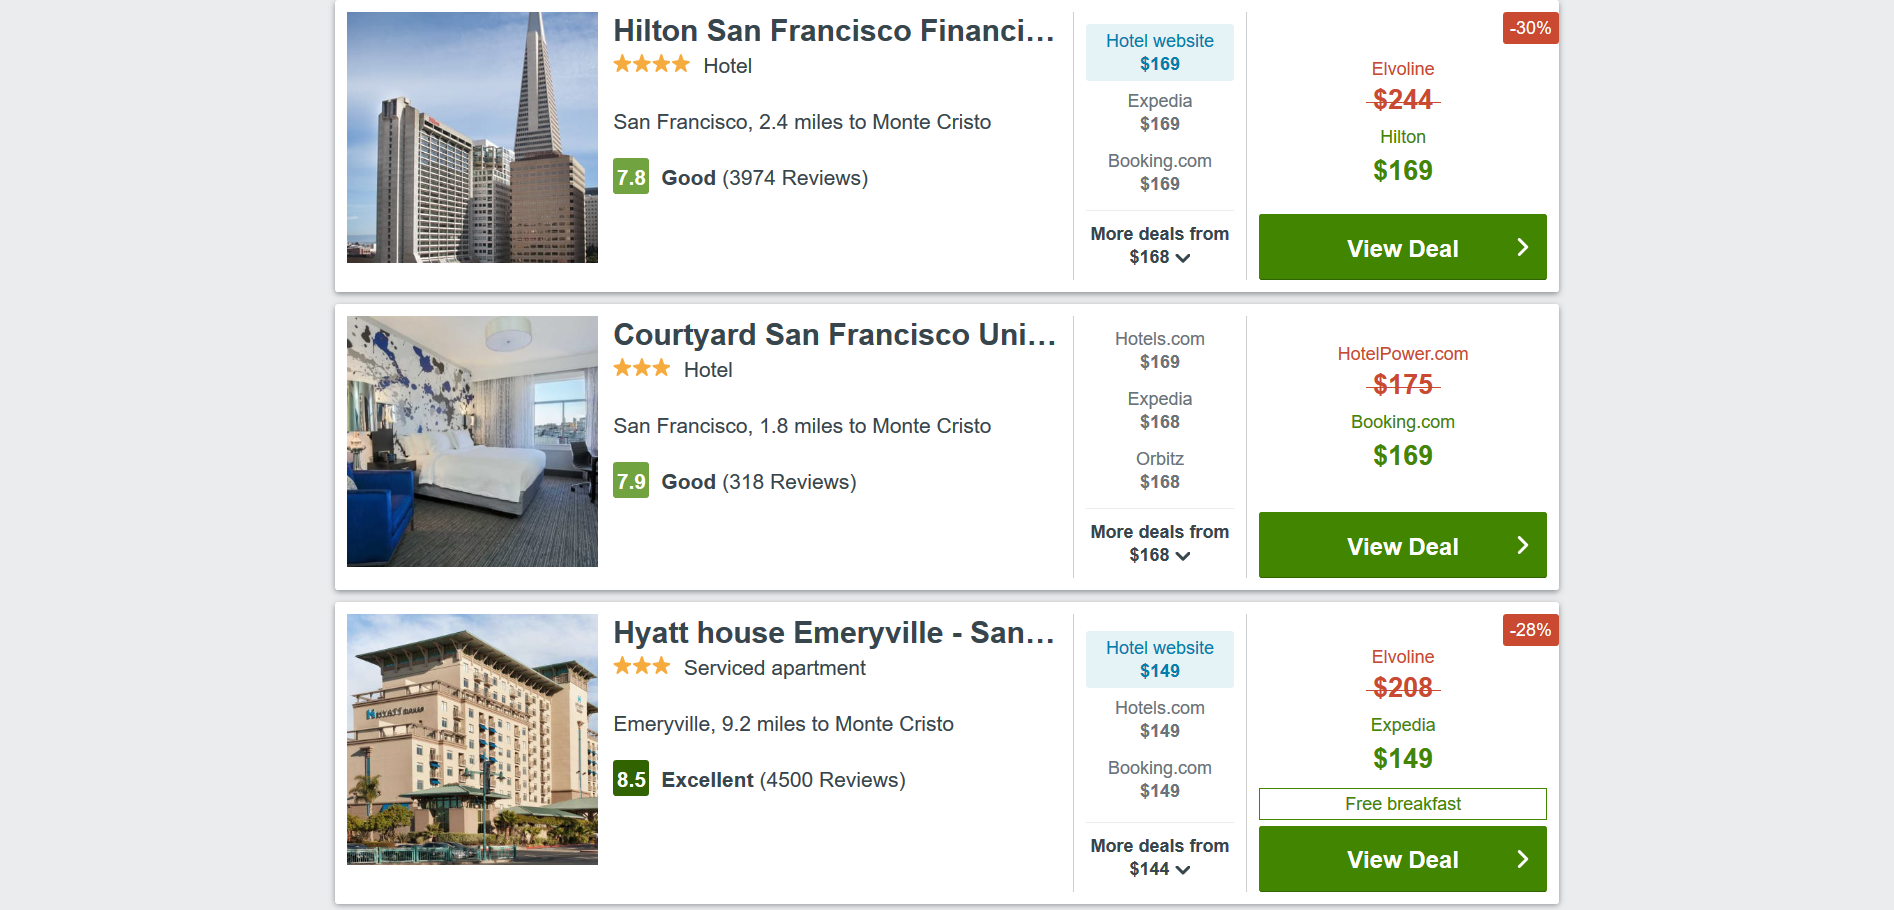 Hilton San Francisco Financi...
Hotel
San Francisco, 2.4 miles to Monte Cristo
7.8 Good (3974 Reviews)
Hotel website
$169
Expedia
$169
Booking.com
$169
More deals from
$168
-30%
Elvoline
$244
Hilton
$169
View Deal
Courtyard San Francisco Uni...
Hotel
San Francisco, 1.8 miles to Monte Cristo
7.9 Good (318 Reviews)
Hotels.com
$169
Expedia
$168
Orbitz
$168
More deals from
$168
HotelPower.com
$175
Booking.com
$169
View Deal
Hyatt house Emeryville - San...
Serviced apartment
Emeryville, 9.2 miles to Monte Cristo
8.5 Excellent (4500 Reviews)
Hotel website
$149
Hotels.com
$149
Booking.com
$149
More deals from
$144
-28%
Elvoline
$208
Expedia
$149
Free breakfast
View Deal